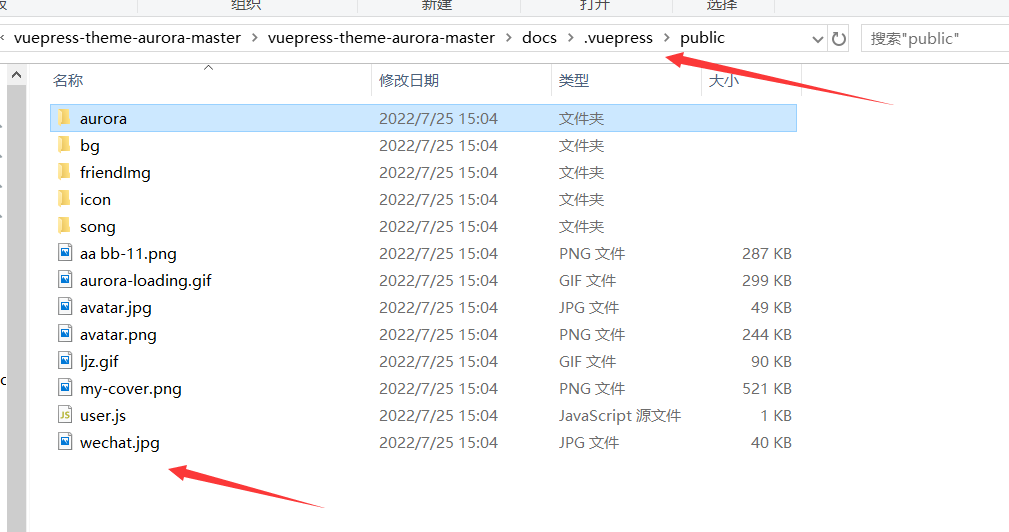 组织 新建 打开 选择
vuepress-theme-aurora-master > vuepress-theme-aurora-master > docs > .vuepress > public 搜索"public"
名称 修改日期 类型 大小
aurora 2022/7/25 15:04 文件夹
bg 2022/7/25 15:04 文件夹
friendImg 2022/7/25 15:04 文件夹
icon 2022/7/25 15:04 文件夹
song 2022/7/25 15:04 文件夹
aa bb-11.png 2022/7/25 15:04 PNG 文件 287 KB
aurora-loading.gif 2022/7/25 15:04 GIF 文件 299 KB
avatar.jpg 2022/7/25 15:04 JPG 文件 49 KB
avatar.png 2022/7/25 15:04 PNG 文件 244 KB
ljz.gif 2022/7/25 15:04 GIF 文件 90 KB
my-cover.png 2022/7/25 15:04 PNG 文件 521 KB
user.js 2022/7/25 15:04 JavaScript 源文件 1 KB
wechat.jpg 2022/7/25 15:04 JPG 文件 40 KB